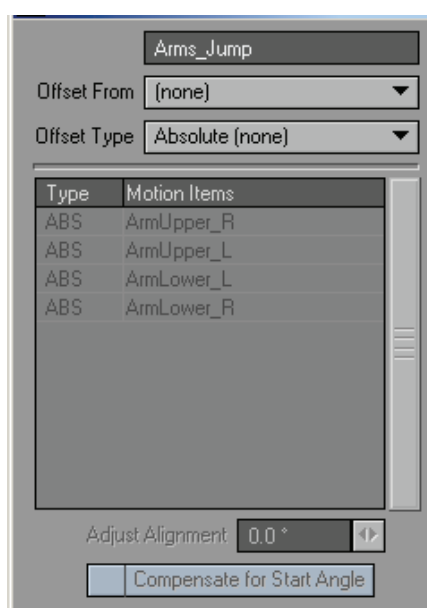 Arms_Jump
Offset From (none)
Offset Type Absolute (none)
Type Motion Items
ABS ArmUpper_R
ABS ArmUpper_L
ABS ArmLower_L
ABS ArmLower_R
Adjust Alignment 0.0 °
Compensate for Start Angle